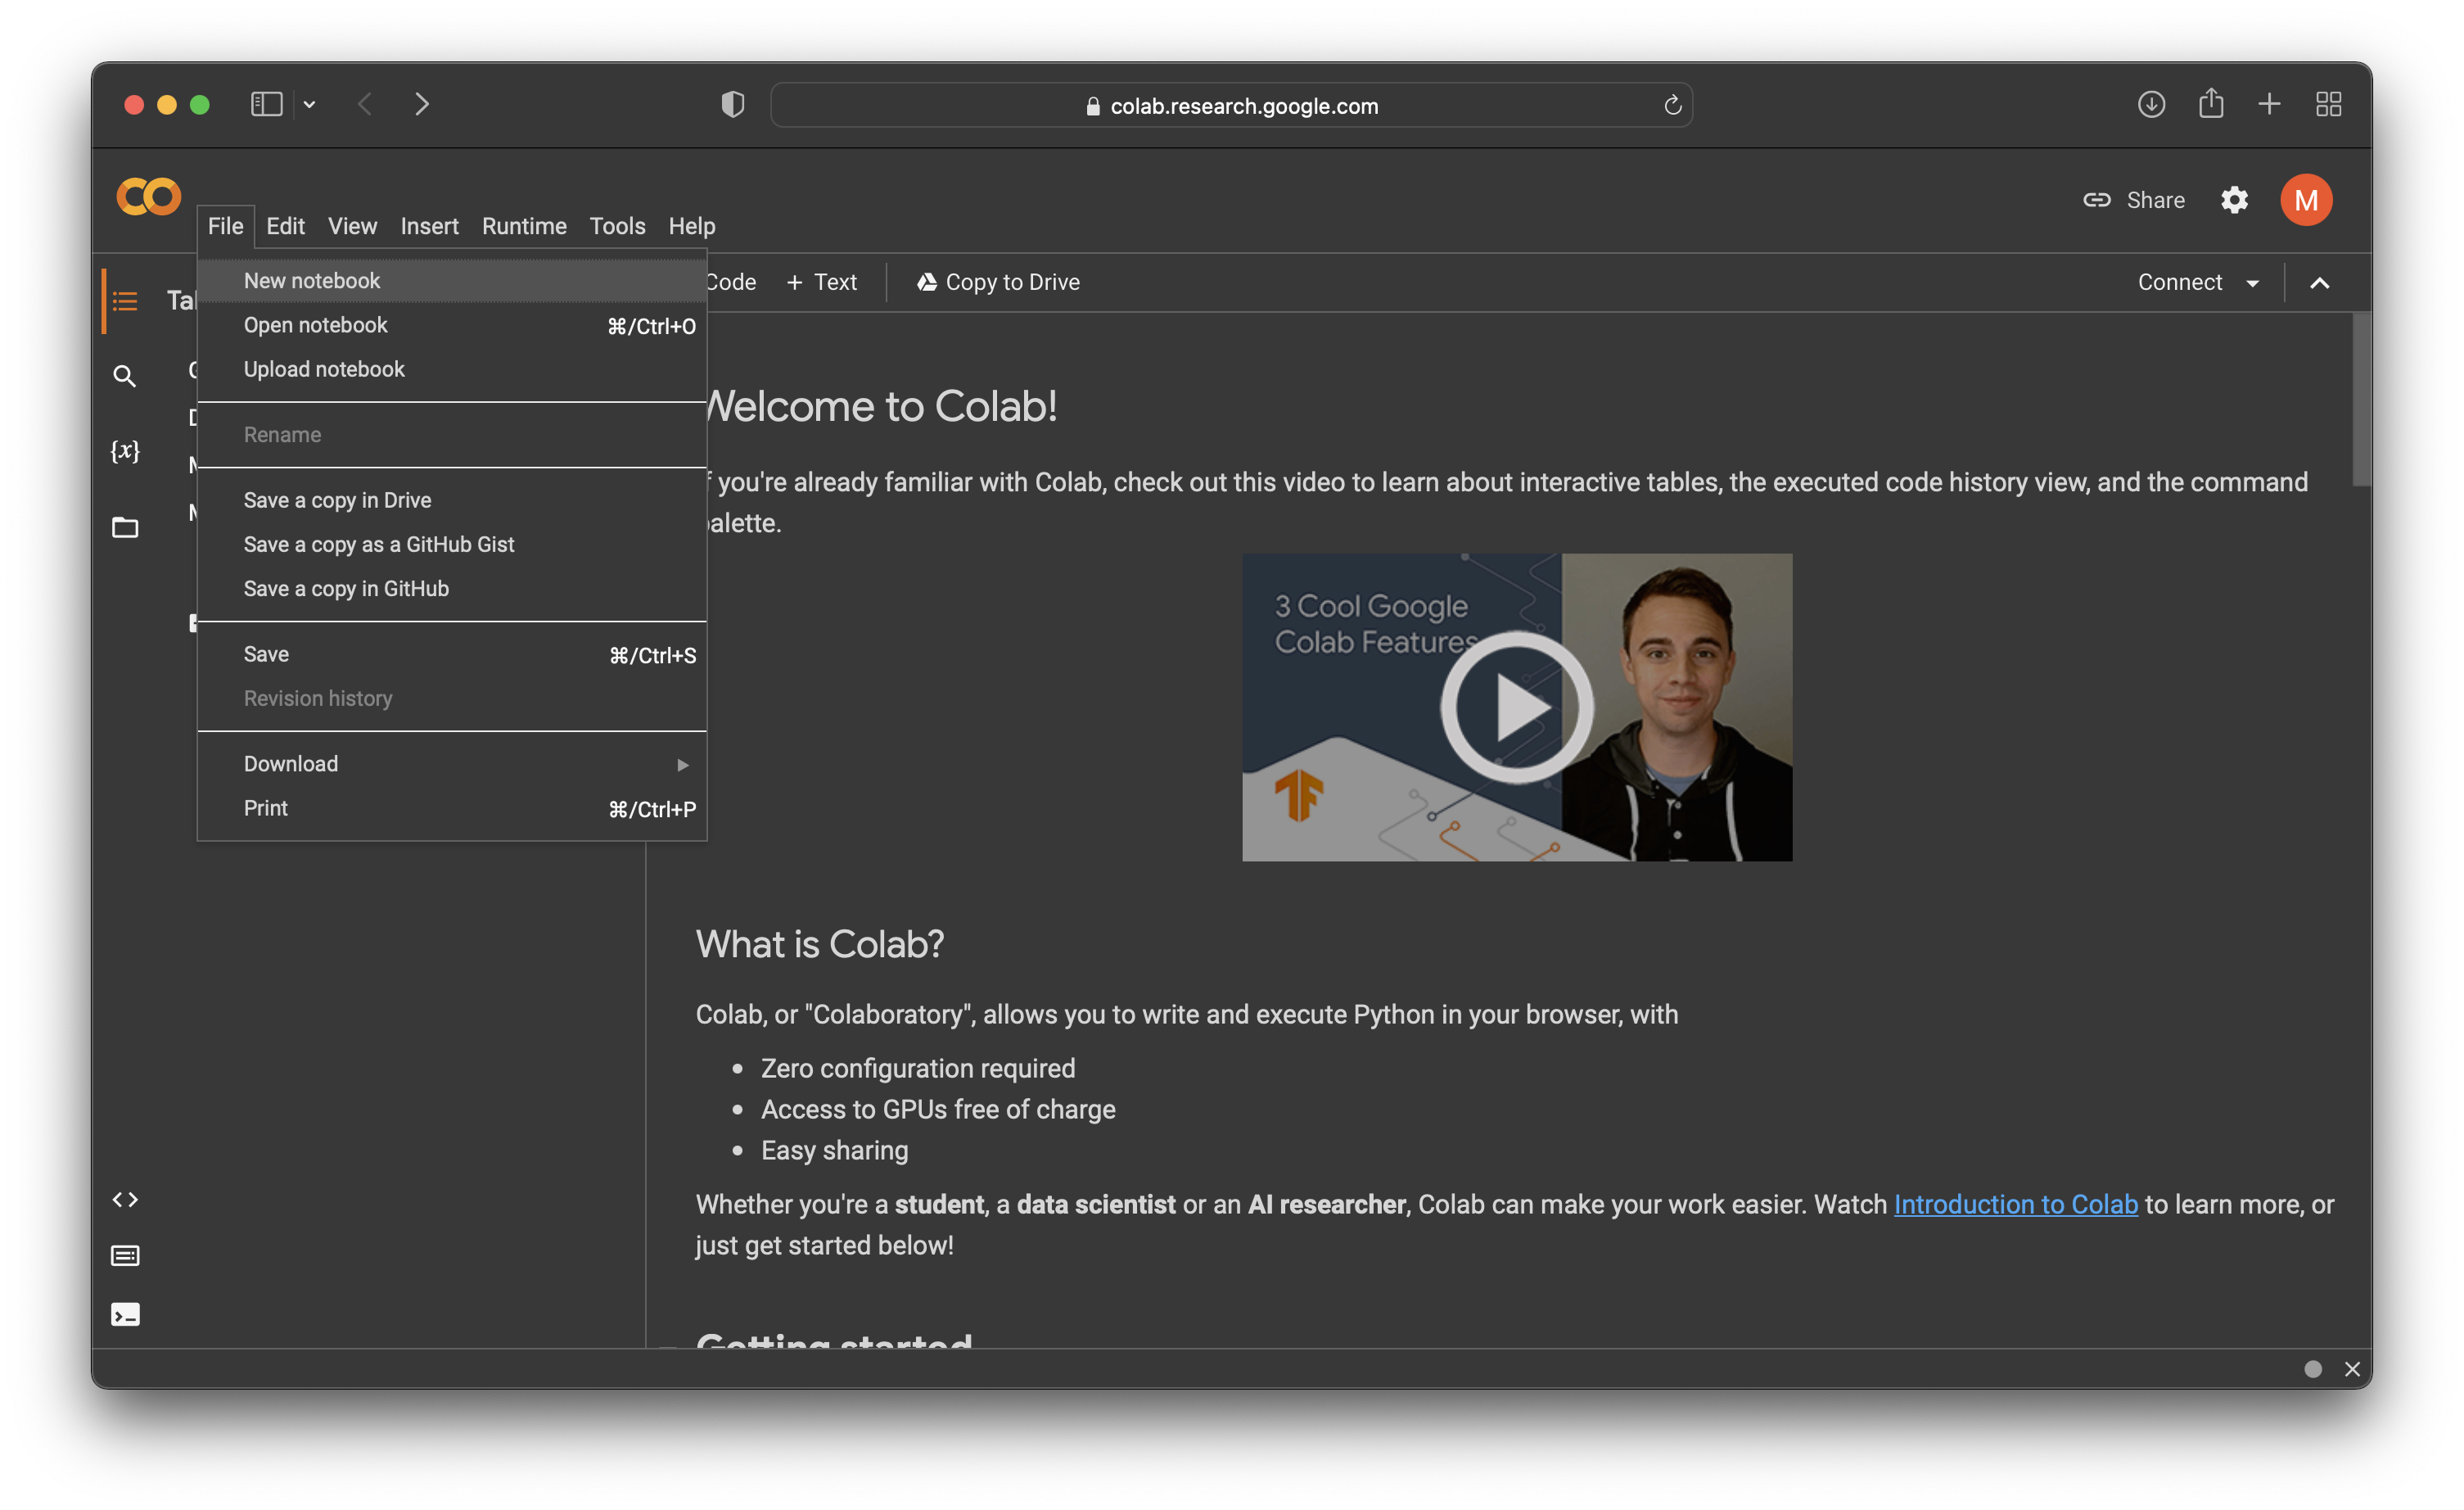 colab.research.google.com
Share
M
File Edit View Insert Runtime Tools Help
Code + Text Copy to Drive
Connect
New notebook
Open notebook ⌘/Ctrl+O
Upload notebook
Rename
Save a copy in Drive
Save a copy as a GitHub Gist
Save a copy in GitHub
Save ⌘/Ctrl+S
Revision history
Download
Print ⌘/Ctrl+P
{x}
Welcome to Colab!
If you're already familiar with Colab, check out this video to learn about interactive tables, the executed code history view, and the command
palette.
3 Cool Google
Colab Features
What is Colab?
Colab, or "Colaboratory", allows you to write and execute Python in your browser, with
• Zero configuration required
• Access to GPUs free of charge
• Easy sharing
Whether you're a student, a data scientist or an AI researcher, Colab can make your work easier. Watch Introduction to Colab to learn more, or
just get started below!
Getting started